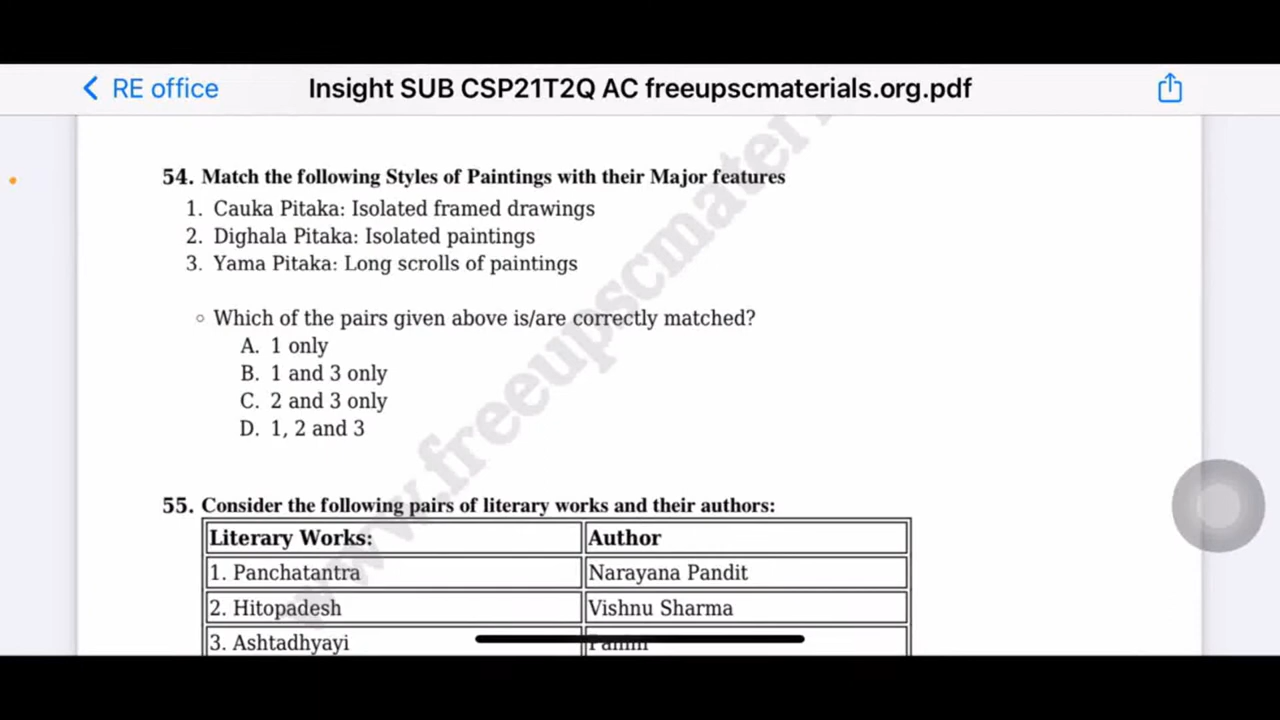 RE office
Insight SUB CSP21T2Q AC freeupscmaterials.org.pdf
54. Match the following Styles of Paintings with their Major features
1. Cauka Pitaka: Isolated framed drawings
2. Dighala Pitaka: Isolated paintings
3. Yama Pitaka: Long scrolls of paintings
○ Which of the pairs given above is/are correctly matched?
A. 1 only
B. 1 and 3 only
C. 2 and 3 only
D. 1, 2 and 3
55. Consider the following pairs of literary works and their authors:
Literary Works: Author
1. Panchatantra Narayana Pandit
2. Hitopadesh Vishnu Sharma
3. Ashtadhyayi
www.freeupscmateri